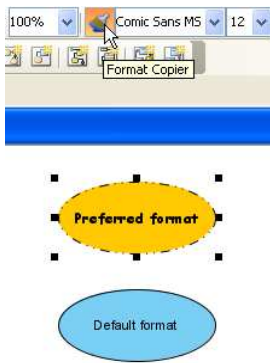 100% Comic Sans MS 12
Format Copier
Preferred format
Default format